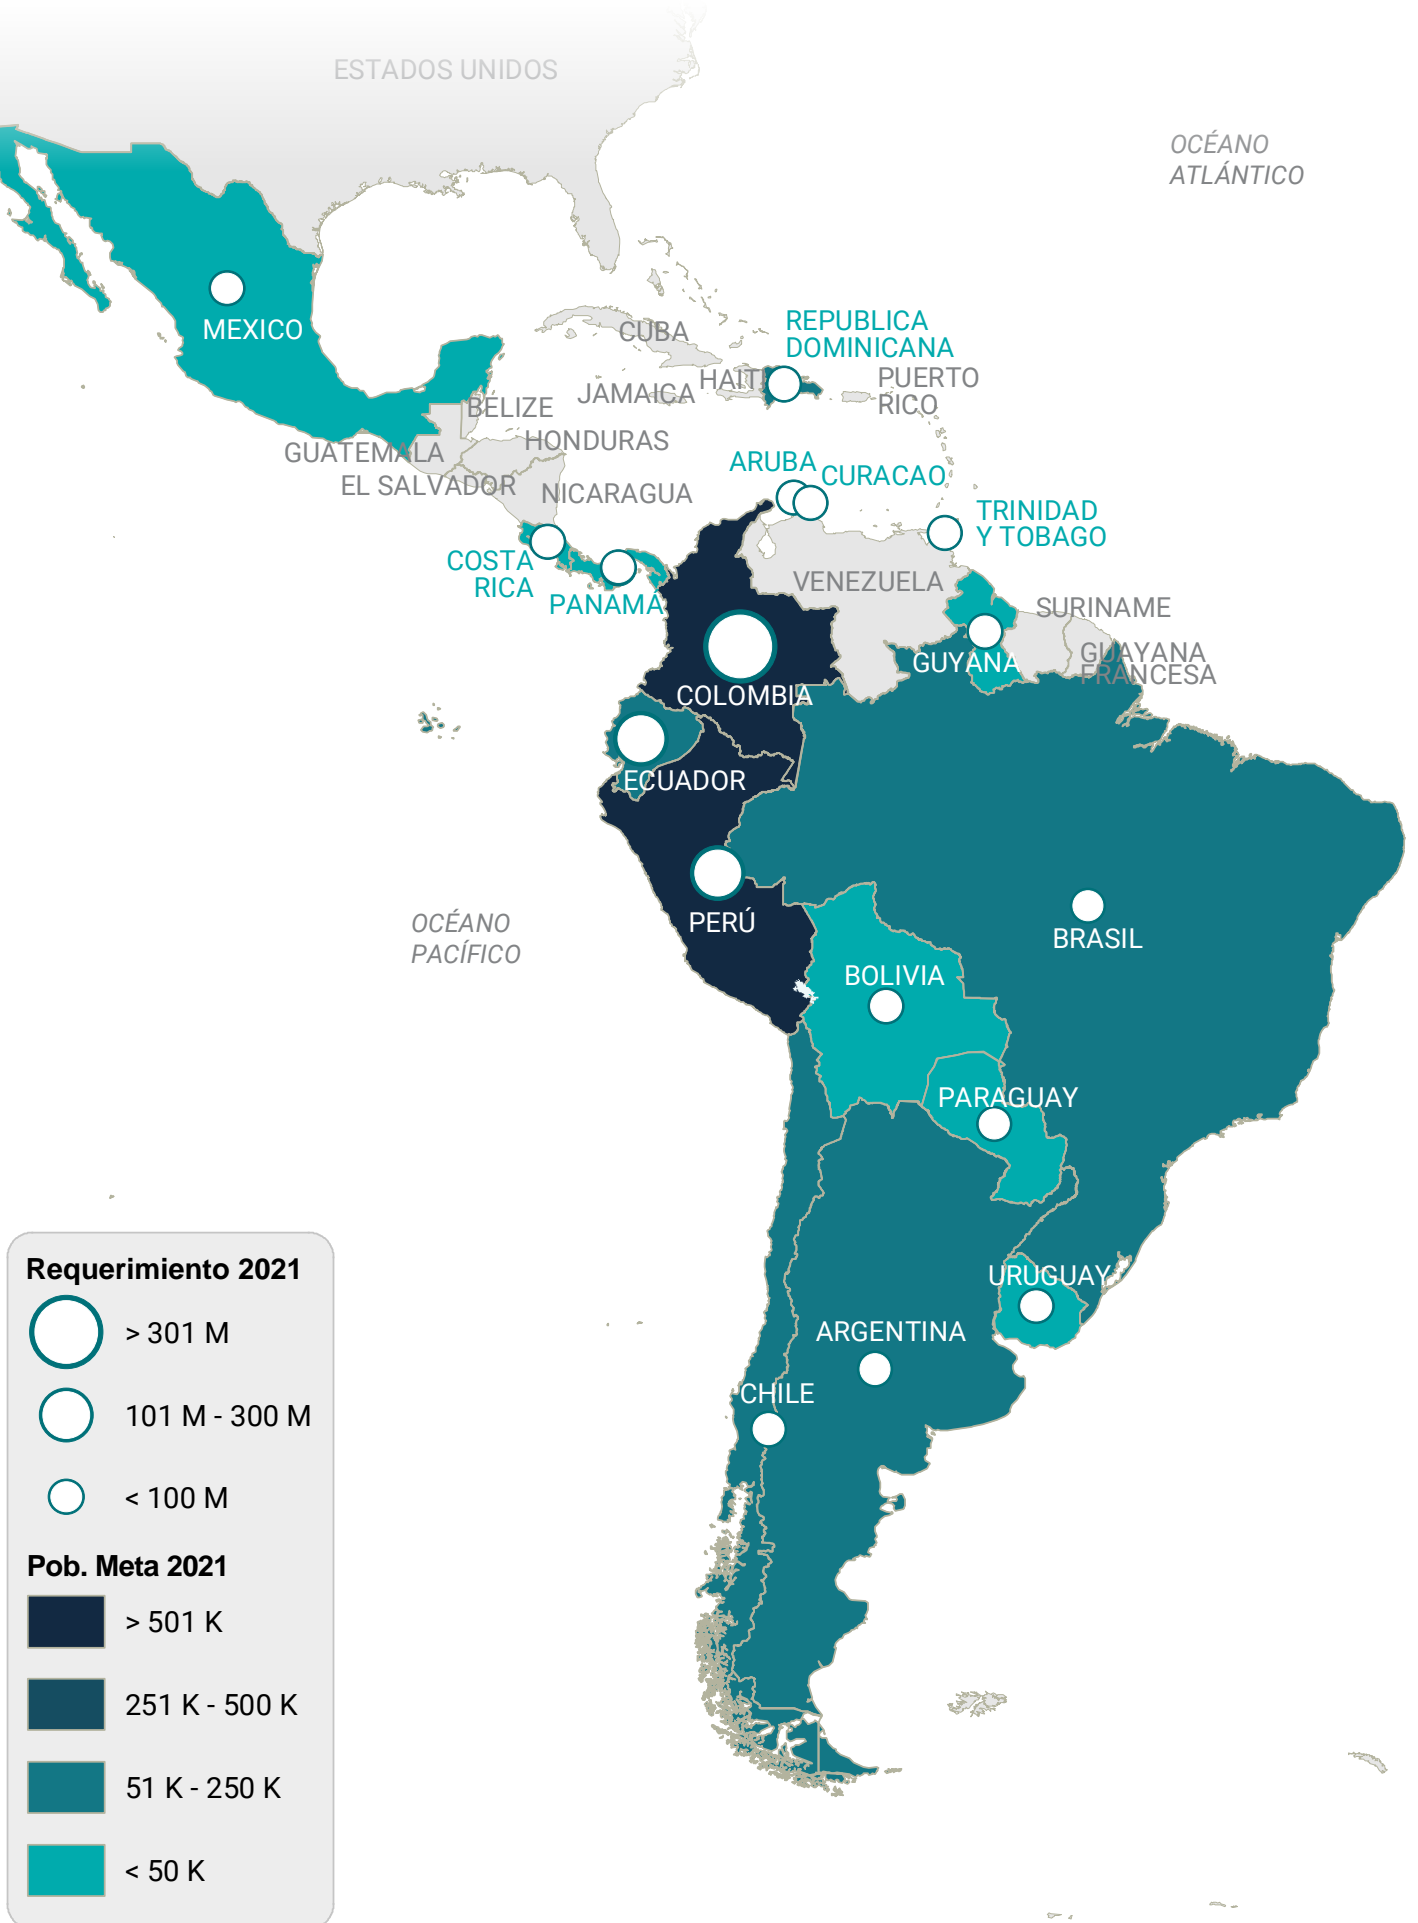 ESTADOS UNIDOS
OCÉANO
ATLÁNTICO
MEXICO
CUBA
REPUBLICA
DOMINICANA
HAITI
JAMAICA
PUERTO
RICO
BELIZE
HONDURAS
GUATEMALA
EL SALVADOR
NICARAGUA
ARUBA
CURACAO
TRINIDAD
Y TOBAGO
COSTA
RICA
PANAMÁ
VENEZUELA
SURINAME
GUYANA
GUAYANA
FRANCESA
COLOMBIA
ECUADOR
PERÚ
BRASIL
OCÉANO
PACÍFICO
BOLIVIA
PARAGUAY
URUGUAY
ARGENTINA
CHILE
Requerimiento 2021
> 301 M
101 M - 300 M
< 100 M
Pob. Meta 2021
> 501 K
251 K - 500 K
51 K - 250 K
< 50 K